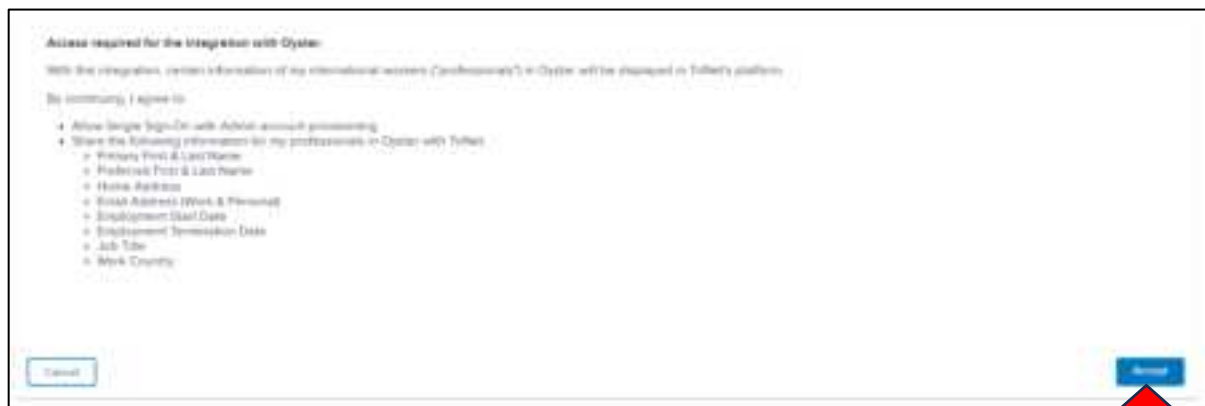 Access required for the integration with Oyster
With this integration, certain information of my international workers ("professionals") in Oyster will be displayed in TriNet's platform.
By continuing, I agree to
Allow Single Sign-On with Admin account provisioning
Share the following information for my professionals in Oyster with TriNet
Primary First & Last Name
Preferred First & Last Name
Home Address
Email Address (Work & Personal)
Employment Start Date
Employment Termination Date
Job Title
Work Country
Cancel
Accept